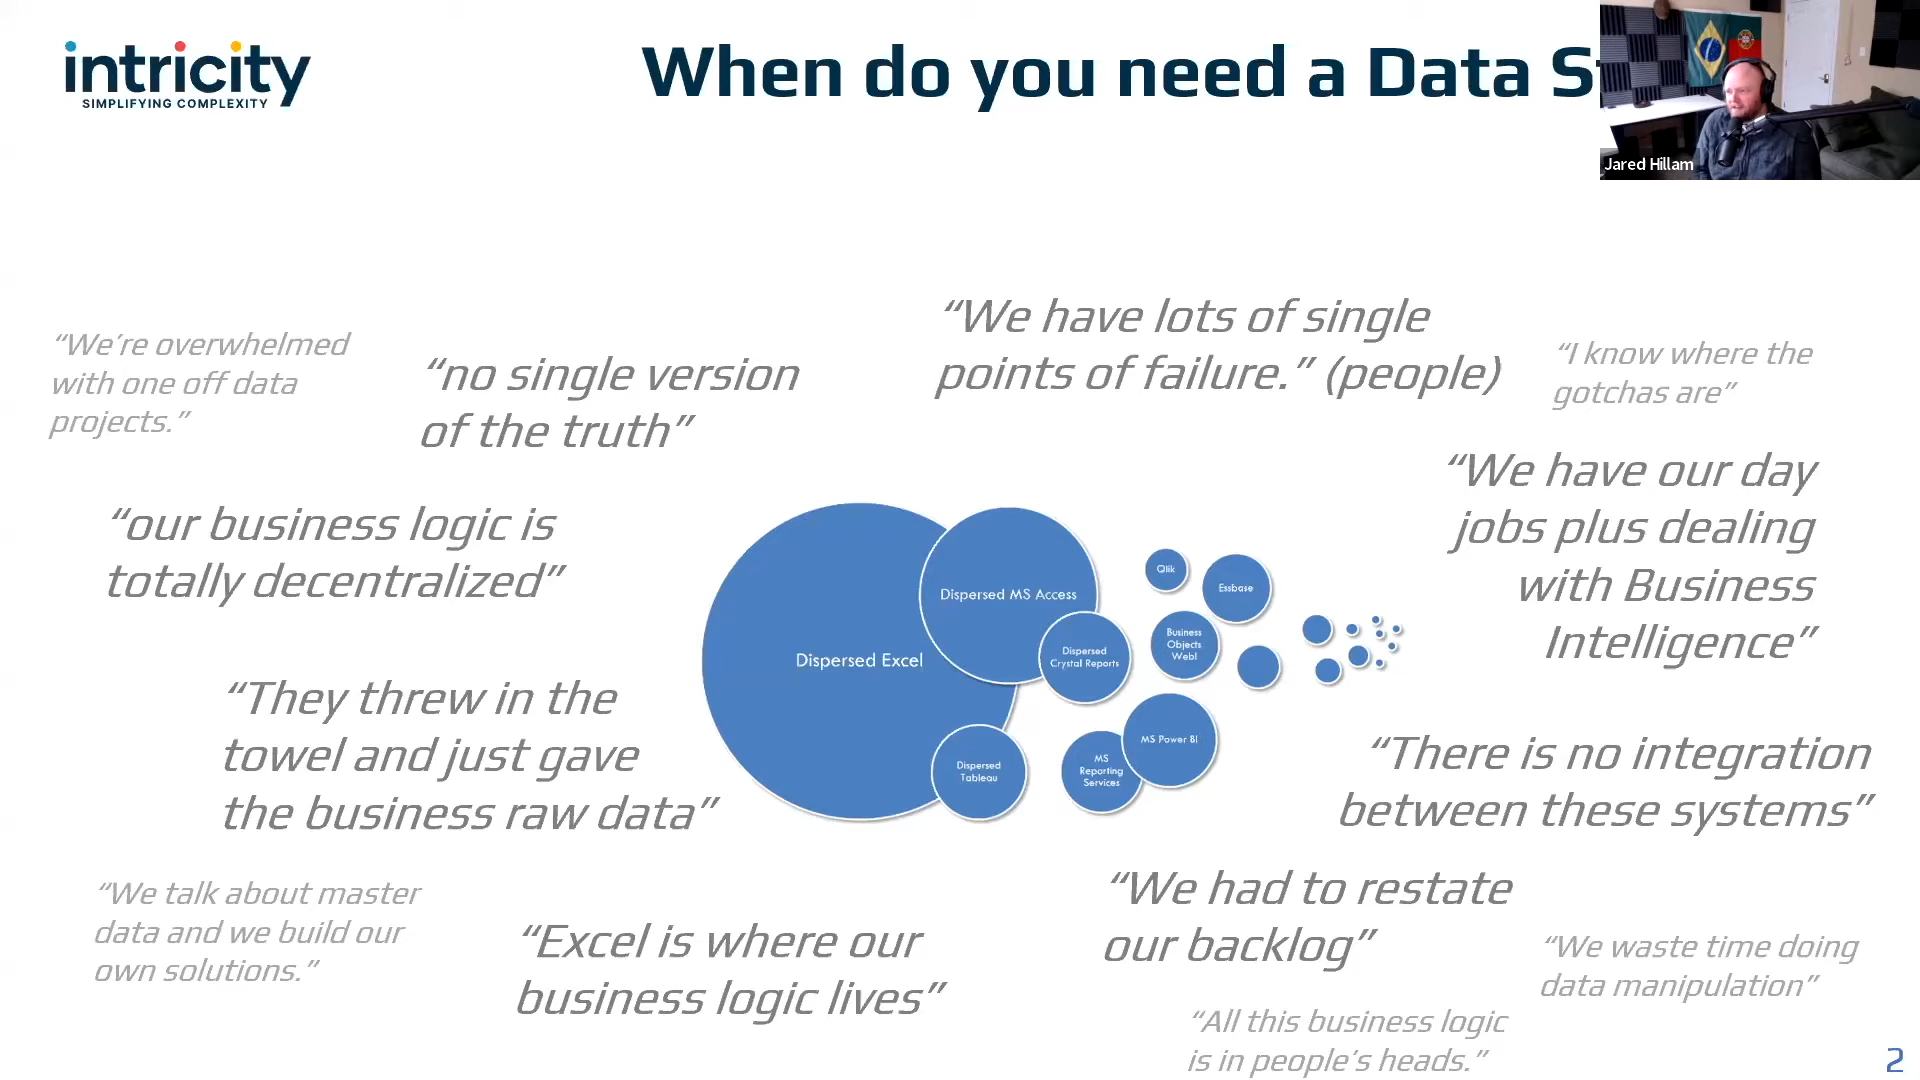 intricity
SIMPLIFYING COMPLEXITY
When do you need a Data S
Jared Hillam
“We’re overwhelmed
with one off data
projects.”
“no single version
of the truth”
“We have lots of single
points of failure.” (people)
“I know where the
gotchas are”
“our business logic is
totally decentralized”
“We have our day
jobs plus dealing
with Business
Intelligence”
Dispersed Excel
Dispersed MS Access
Dispersed
Crystal Reports
Dispersed
Tableau
Qlik
Essbase
Business
Objects
WebI
MS Power BI
MS
Reporting
Services
“They threw in the
towel and just gave
the business raw data”
“There is no integration
between these systems”
“We talk about master
data and we build our
own solutions.”
“Excel is where our
business logic lives”
“We had to restate
our backlog”
“We waste time doing
data manipulation”
“All this business logic
is in people’s heads.”
2